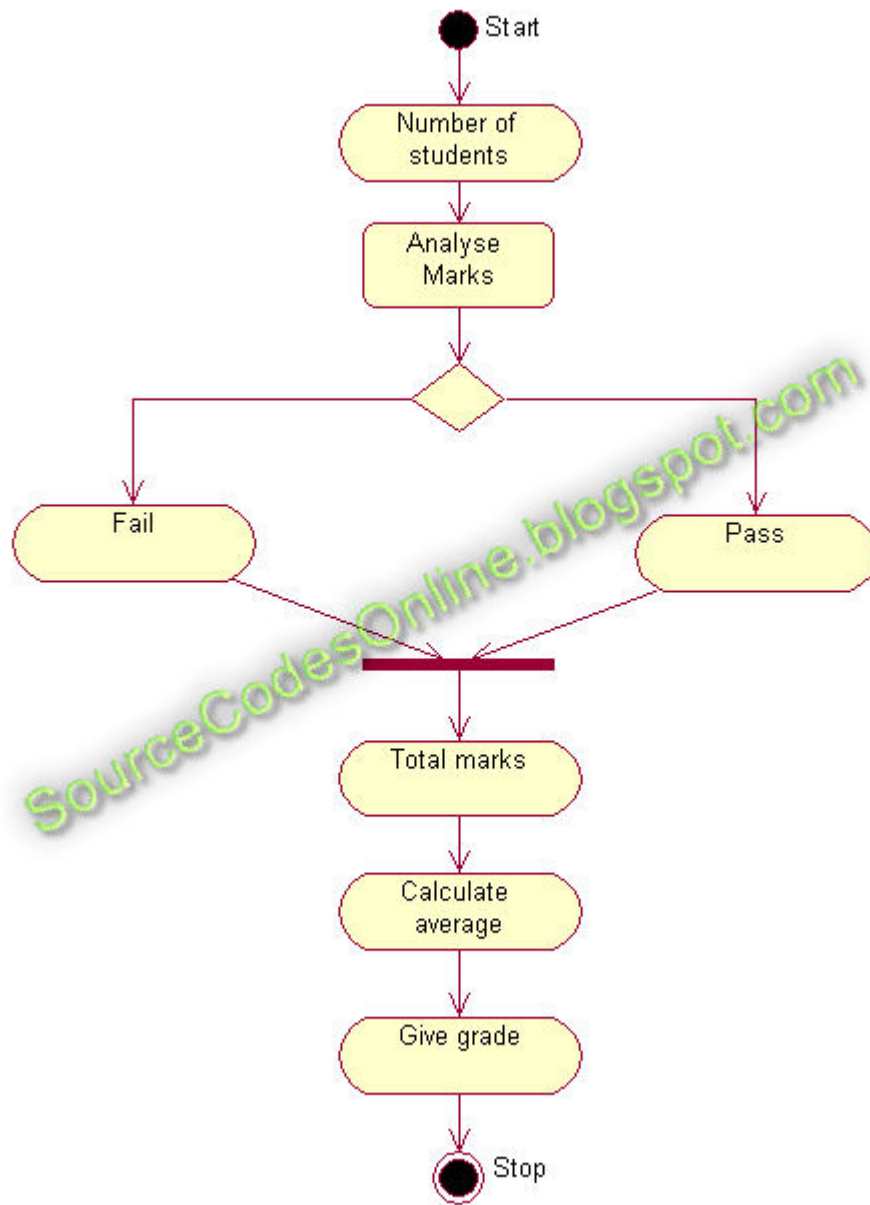 Start
Number of
students
Analyse
Marks
Fail
Pass
SourceCodesOnline.blogspot.com
Total marks
Calculate
average
Give grade
Stop